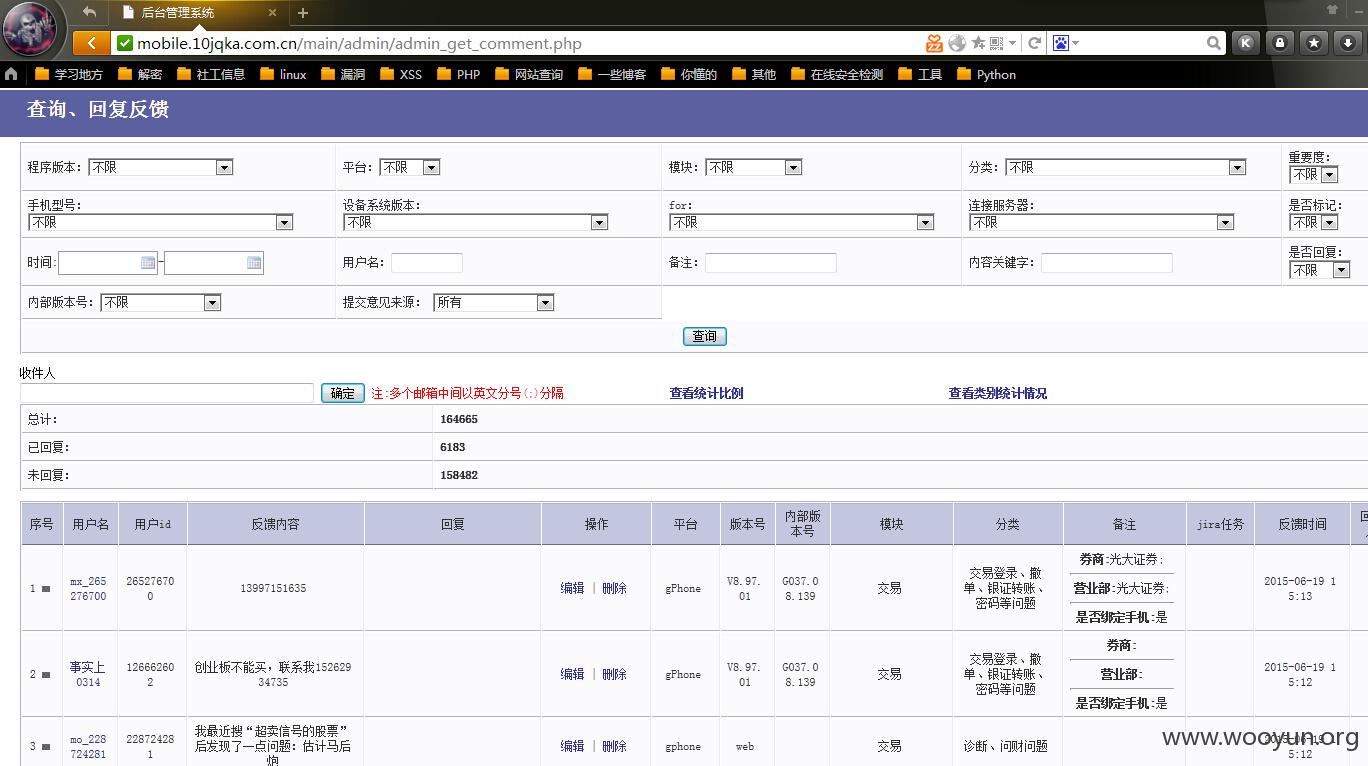 后台管理系统
mobile.10jqka.com.cn/main/admin/admin_get_comment.php
学习地方 解密 社工信息 linux 漏洞 XSS PHP 网站查询 一些博客 你懂的 其他 在线安全检测 工具 Python
查询、回复反馈
程序版本: 不限 平台: 不限 模块: 不限 分类: 不限 重要度: 不限
手机型号: 不限 设备系统版本: 不限 for: 不限 连接服务器: 不限 是否标记: 不限
时间: - 用户名: 备注: 内容关键字: 是否回复: 不限
内部版本号: 不限 提交意见来源: 所有
查询
收件人
确定 注:多个邮箱中间以英文分号(;)分隔 查看统计比例 查看类别统计情况
总计: 164665
已回复: 6183
未回复: 158482
序号 用户名 用户id 反馈内容 回复 操作 平台 版本号 内部版本号 模块 分类 备注 jira任务 反馈时间
1 mx_265276700 265276700 13997151635 编辑 | 删除 gPhone V8.97.01 G037.08.139 交易 交易登录、撤单、银证转账、密码等问题 券商:光大证券; 营业部:光大证券; 是否绑定手机:是 2015-06-19 15:13
2 事实上0314 126662602 创业板不能买，联系我15262934735 编辑 | 删除 gPhone V8.97.01 G037.08.139 交易 交易登录、撤单、银证转账、密码等问题 券商: 营业部: 是否绑定手机:是 2015-06-19 15:12
3 mo_228724281 228724281 我最近搜“超卖信号的股票”后发现了一点问题：估计马后炮 编辑 | 删除 gphone web 交易 诊断、问财问题 2015-06-19 15:12
www.wooyun.org